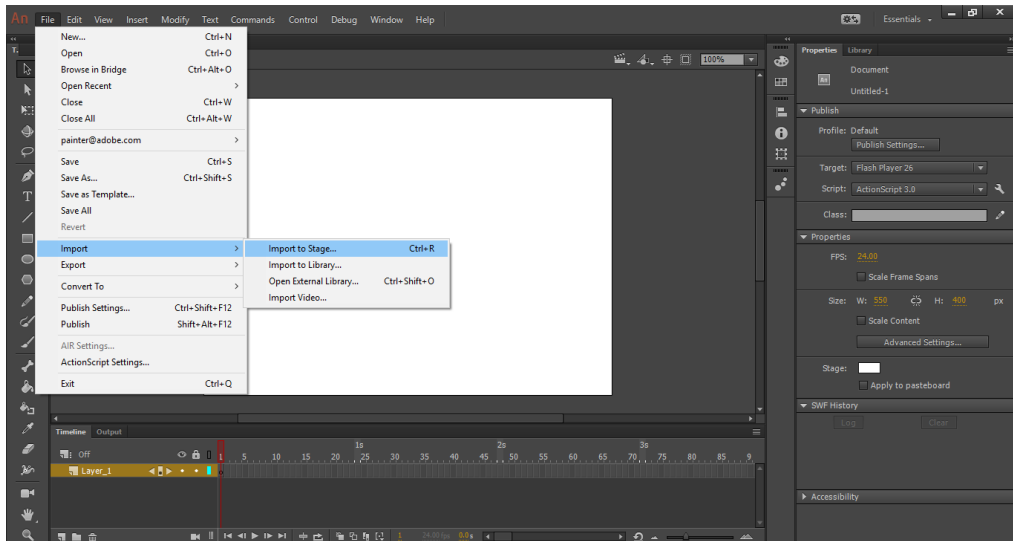 An File Edit View Insert Modify Text Commands Control Debug Window Help Essentials
New... Ctrl+N
Open Ctrl+O
Browse in Bridge Ctrl+Alt+O
Open Recent
Close Ctrl+W
Close All Ctrl+Alt+W
painter@adobe.com
Save Ctrl+S
Save As... Ctrl+Shift+S
Save as Template...
Save All
Revert
Import
Export
Convert To
Publish Settings... Ctrl+Shift+F12
Publish Shift+Alt+F12
AIR Settings...
ActionScript Settings...
Exit Ctrl+Q
Import to Stage... Ctrl+R
Import to Library...
Open External Library... Ctrl+Shift+O
Import Video...
100%
Properties Library
Document
An
Untitled-1
Publish
Profile: Default
Publish Settings...
Target: Flash Player 26
Script: ActionScript 3.0
Class:
Properties
FPS: 24.00
Scale Frame Spans
Size: W: 550 H: 400 px
Scale Content
Advanced Settings...
Stage:
Apply to pasteboard
SWF History
Log Clear
Accessibility
Timeline Output
1s 2s 3s
Off 1 5 10 15 20 25 30 35 40 45 50 55 60 65 70 75 80 85 9
Layer_1
1 24.00 fps 0.0 s